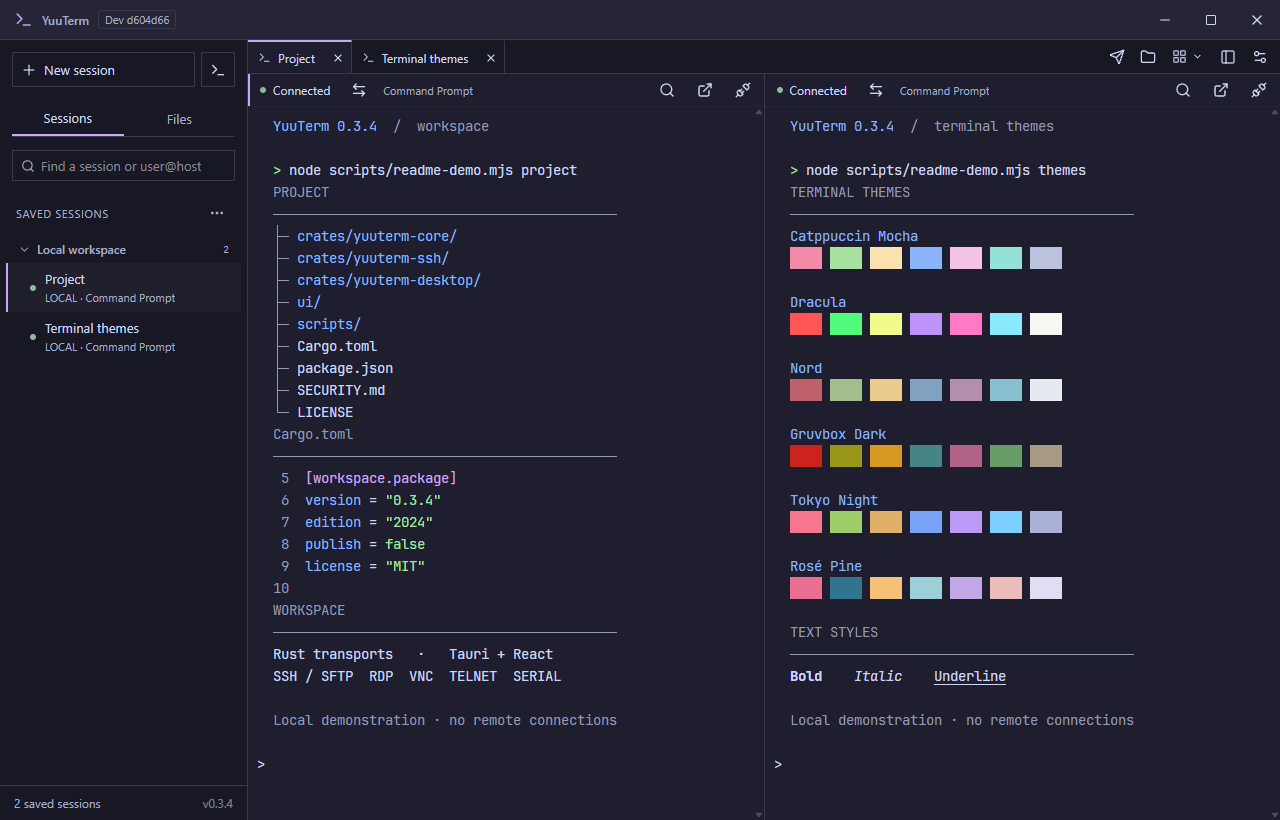 YuuTerm Dev d604d66
New session
Sessions Files
Find a session or user@host
SAVED SESSIONS
Local workspace 2
Project
LOCAL · Command Prompt
Terminal themes
LOCAL · Command Prompt
2 saved sessions v0.3.4
Project Terminal themes
Connected Command Prompt
YuuTerm 0.3.4 / workspace
> node scripts/readme-demo.mjs project
PROJECT
├─ crates/yuuterm-core/
├─ crates/yuuterm-ssh/
├─ crates/yuuterm-desktop/
├─ ui/
├─ scripts/
├─ Cargo.toml
├─ package.json
├─ SECURITY.md
└─ LICENSE
Cargo.toml
5 [workspace.package]
6 version = "0.3.4"
7 edition = "2024"
8 publish = false
9 license = "MIT"
10
WORKSPACE
Rust transports · Tauri + React
SSH / SFTP RDP VNC TELNET SERIAL
Local demonstration · no remote connections
>
Connected Command Prompt
YuuTerm 0.3.4 / terminal themes
> node scripts/readme-demo.mjs themes
TERMINAL THEMES
Catppuccin Mocha
Dracula
Nord
Gruvbox Dark
Tokyo Night
Rosé Pine
TEXT STYLES
Bold Italic Underline
Local demonstration · no remote connections
>